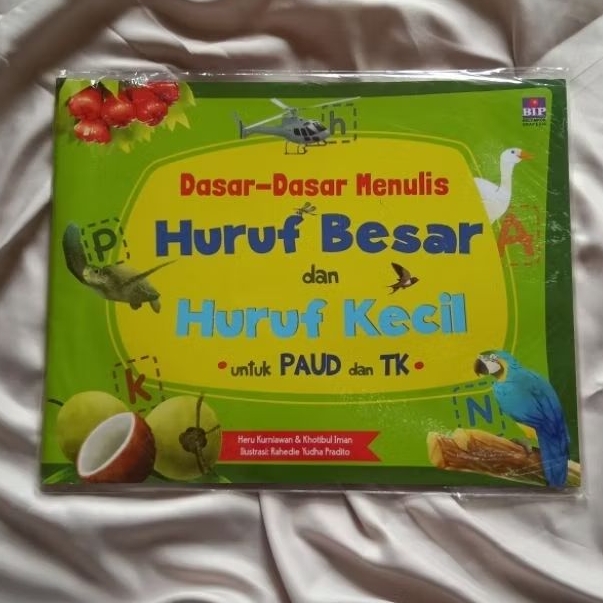 h
BIP
Dasar-Dasar Menulis
Huruf Besar
A
P
dan
Huruf Kecil
• untuk PAUD dan TK •
k
N
Heru Kurniawan & Khotibul Iman
Ilustrasi: Rahedie Yudha Pradito